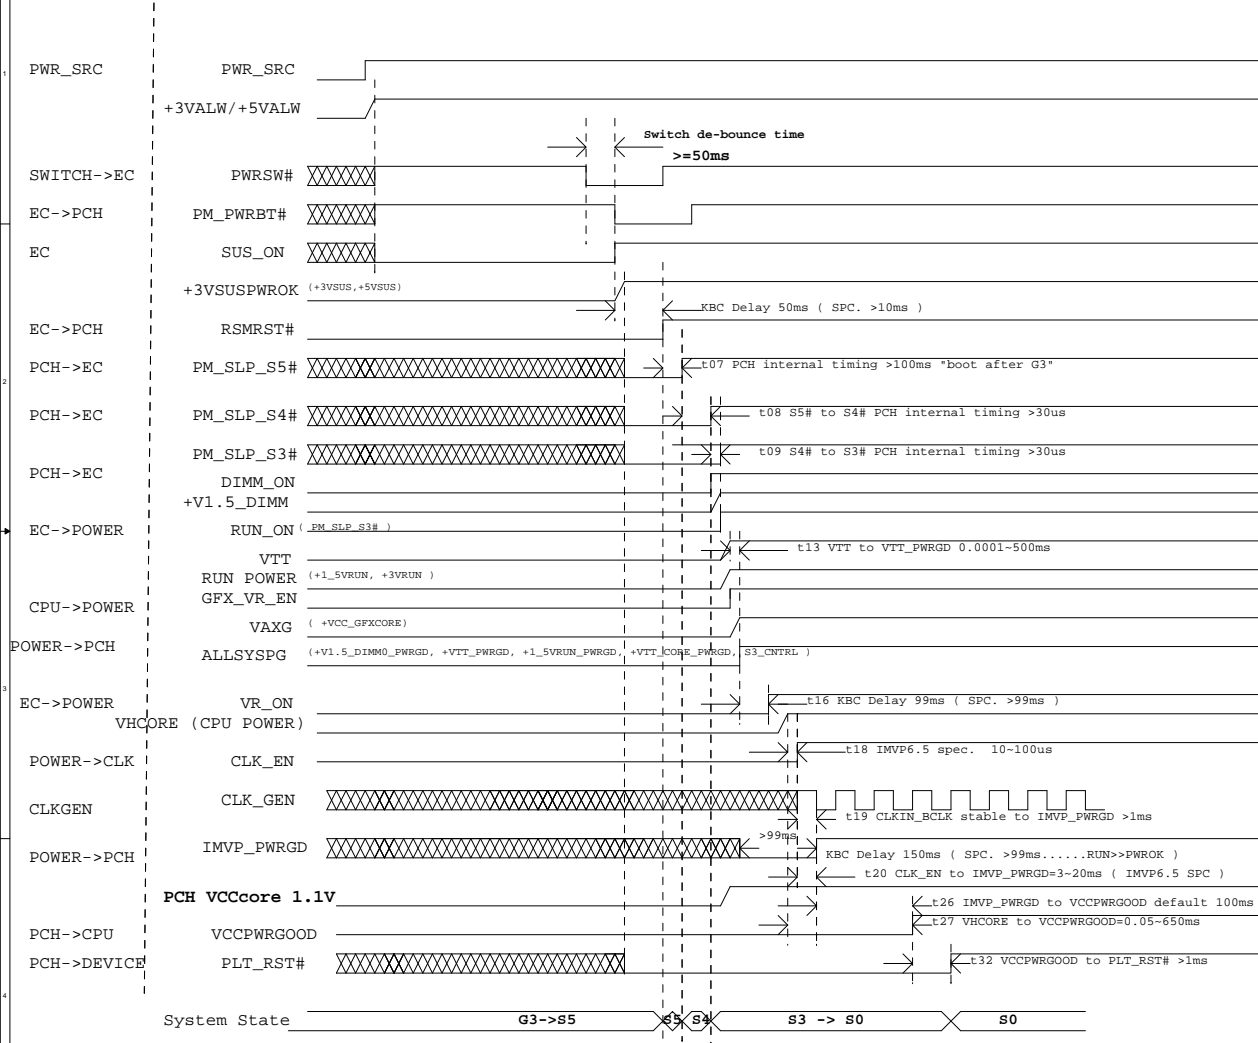 1 PWR_SRC PWR_SRC
+3VALW/+5VALW
Switch de-bounce time
>=50ms
SWITCH->EC PWRSW#
EC->PCH PM_PWRBT#
EC SUS_ON
+3VSUSPWROK (+3VSUS,+5VSUS)
KBC Delay 50ms ( SPC. >10ms )
EC->PCH RSMRST#
PCH->EC PM_SLP_S5# t07 PCH internal timing >100ms "boot after G3"
2
PCH->EC PM_SLP_S4# t08 S5# to S4# PCH internal timing >30us
PM_SLP_S3# t09 S4# to S3# PCH internal timing >30us
PCH->EC
DIMM_ON
+V1.5_DIMM
EC->POWER RUN_ON ( PM_SLP_S3# )
VTT t13 VTT to VTT_PWRGD 0.0001~500ms
RUN POWER (+1_5VRUN, +3VRUN )
GFX_VR_EN
CPU->POWER
VAXG ( +VCC_GFXCORE)
POWER->PCH
ALLSYSPG (+V1.5_DIMM0_PWRGD, +VTT_PWRGD, +1_5VRUN_PWRGD, +VTT_CORE_PWRGD, S3_CNTRL )
3
EC->POWER VR_ON t16 KBC Delay 99ms ( SPC. >99ms )
VHCORE (CPU POWER)
t18 IMVP6.5 spec. 10~100us
POWER->CLK CLK_EN
CLKGEN CLK_GEN
t19 CLKIN_BCLK stable to IMVP_PWRGD >1ms
>99ms
IMVP_PWRGD
POWER->PCH KBC Delay 150ms ( SPC. >99ms......RUN>>PWROK )
t20 CLK_EN to IMVP_PWRGD=3~20ms ( IMVP6.5 SPC )
PCH VCCcore 1.1V
t26 IMVP_PWRGD to VCCPWRGOOD default 100ms
t27 VHCORE to VCCPWRGOOD=0.05~650ms
PCH->CPU VCCPWRGOOD
PCH->DEVICE PLT_RST# t32 VCCPWRGOOD to PLT_RST# >1ms
4
System State G3->S5 S5 S4 S3 -> S0 S0